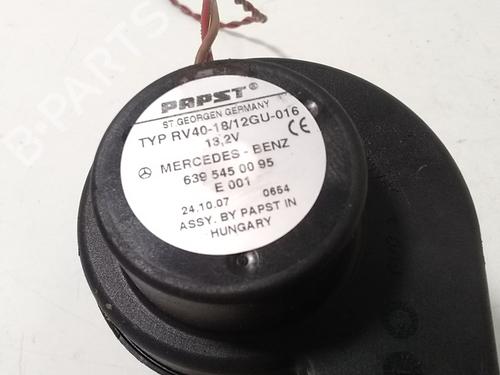 PAPST®
ST GEORGEN GERMANY
TYP RV40-18/12GU-016
13,2V
MERCEDES-BENZ
639 545 00 95
E 001
24.10.07 0654
ASSY. BY PAPST IN
HUNGARY
CE